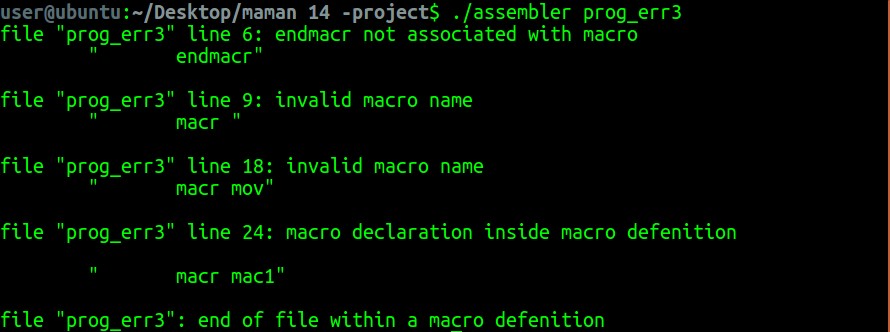 user@ubuntu:~/Desktop/maman 14 -project$ ./assembler prog_err3
file "prog_err3" line 6: endmacr not associated with macro
"       endmacr"
file "prog_err3" line 9: invalid macro name
"       macr "
file "prog_err3" line 18: invalid macro name
"       macr mov"
file "prog_err3" line 24: macro declaration inside macro defenition
"       macr mac1"
file "prog_err3": end of file within a macro defenition